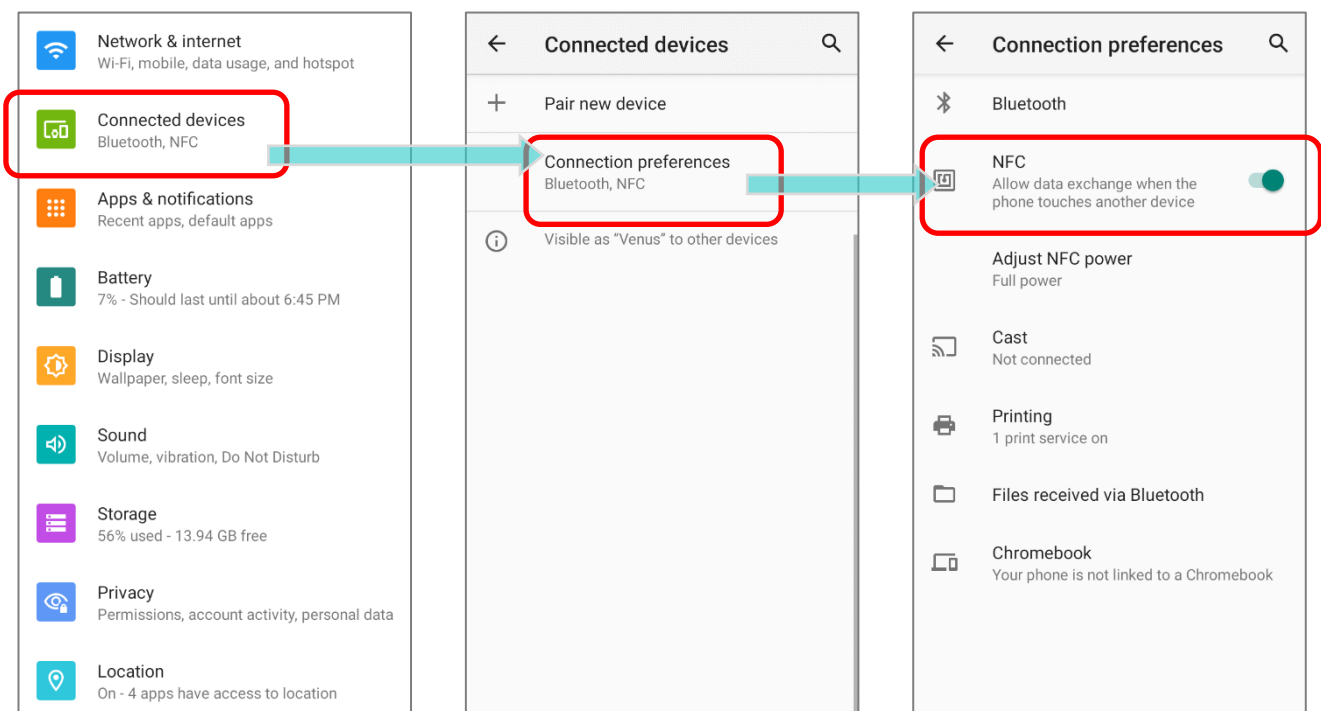 Network & internet
Wi-Fi, mobile, data usage, and hotspot
Connected devices
Bluetooth, NFC
Apps & notifications
Recent apps, default apps
Battery
7% - Should last until about 6:45 PM
Display
Wallpaper, sleep, font size
Sound
Volume, vibration, Do Not Disturb
Storage
56% used - 13.94 GB free
Privacy
Permissions, account activity, personal data
Location
On - 4 apps have access to location
Connected devices
Pair new device
Connection preferences
Bluetooth, NFC
Visible as “Venus” to other devices
Connection preferences
Bluetooth
NFC
Allow data exchange when the
phone touches another device
Adjust NFC power
Full power
Cast
Not connected
Printing
1 print service on
Files received via Bluetooth
Chromebook
Your phone is not linked to a Chromebook